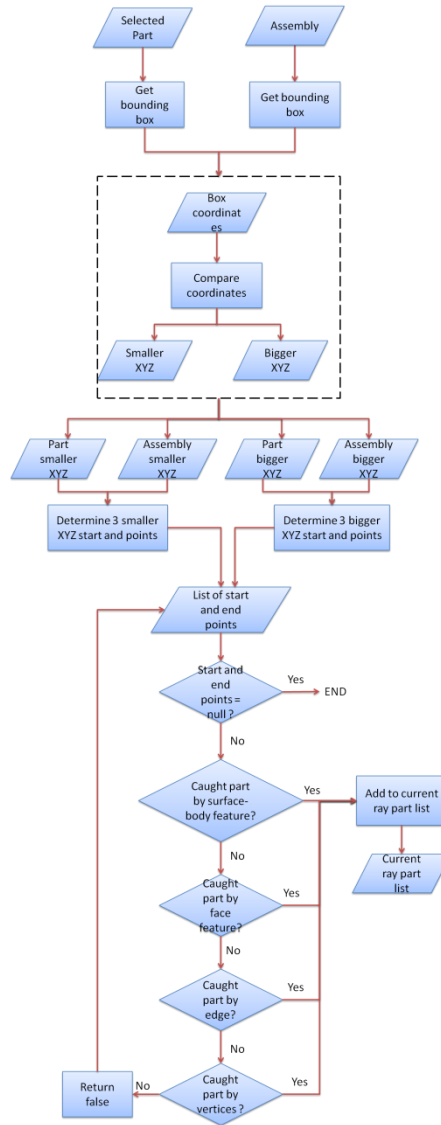 Selected
Part
Assembly
Get
bounding
box
Get bounding
box
Box
coordinat
es
Compare
coordinates
Smaller
XYZ
Bigger
XYZ
Part
smaller
XYZ
Assembly
smaller
XYZ
Part
bigger
XYZ
Assembly
bigger
XYZ
Determine 3 smaller
XYZ start and points
Determine 3 bigger
XYZ start and points
List of start
and end
points
Start and
end
points =
null ?
Yes
END
No
Caught part
by surface-
body feature?
Yes
Add to current
ray part list
Current
ray part
list
No
Caught
part by
face
feature?
Yes
No
Caught
part by
edge?
Yes
No
Caught
part by
vertices ?
Yes
No
Return
false